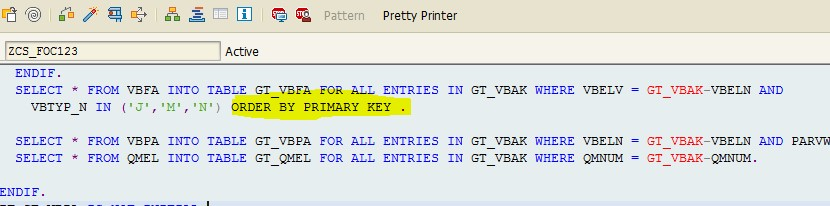 Pattern Pretty Printer
ZCS_FOC123 Active
ENDIF.
SELECT * FROM VBFA INTO TABLE GT_VBFA FOR ALL ENTRIES IN GT_VBAK WHERE VBELV = GT_VBAK-VBELN AND
VBTYP_N IN ('J','M','N') ORDER BY PRIMARY KEY .
SELECT * FROM VBPA INTO TABLE GT_VBPA FOR ALL ENTRIES IN GT_VBAK WHERE VBELN = GT_VBAK-VBELN AND PARVW
SELECT * FROM QMEL INTO TABLE GT_QMEL FOR ALL ENTRIES IN GT_VBAK WHERE QMNUM = GT_VBAK-QMNUM.
ENDIF.